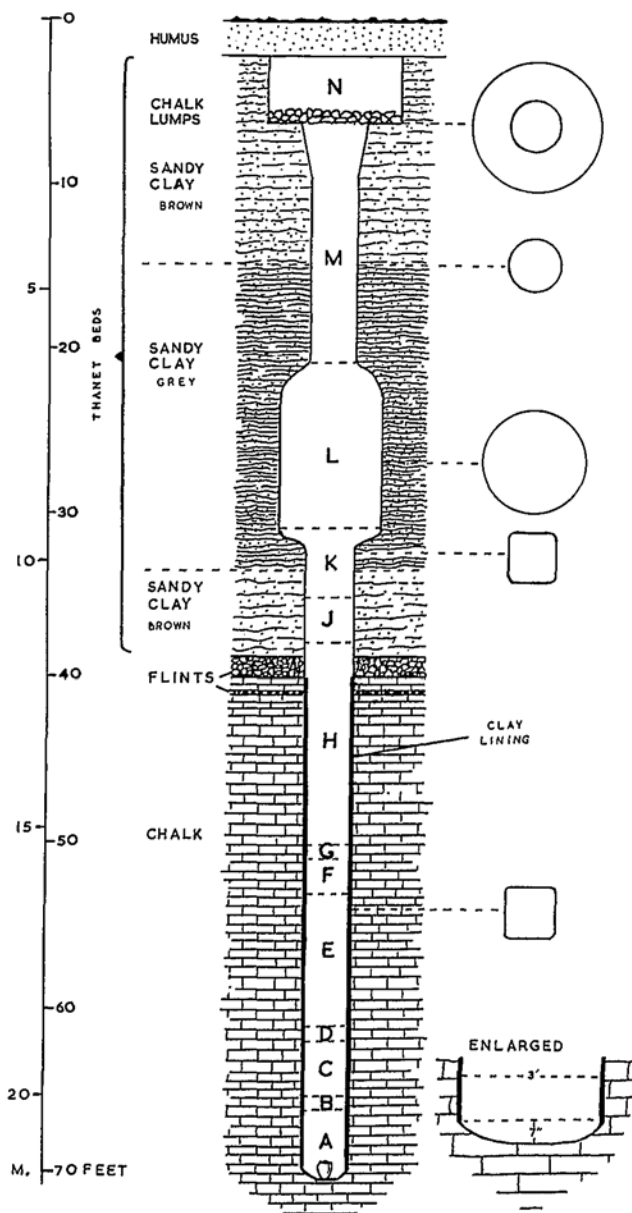 0
HUMUS
N
CHALK
LUMPS
SANDY
CLAY
BROWN
10
M
5
THANET BEDS
20
SANDY
CLAY
GREY
L
30
10
K
SANDY
CLAY
BROWN
J
40
FLINTS
H
CLAY
LINING
15
50
CHALK
G
F
E
60
D
ENLARGED
C
3'
20
B
7"
A
M. 70 FEET